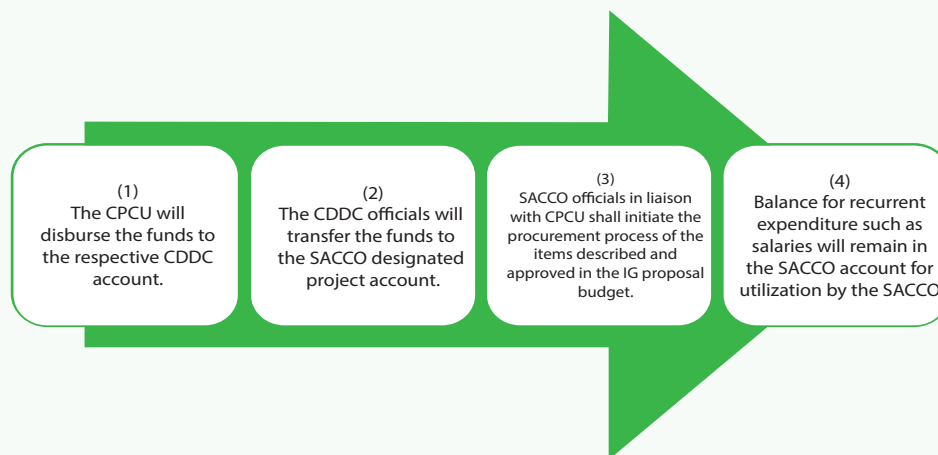 (1)
The CPCU will
disburse the funds to
the respective CDDC
account.
(2)
The CDDC officials will
transfer the funds to
the SACCO designated
project account.
(3)
SACCO officials in liaison
with CPCU shall initiate the
procurement process of the
items described and
approved in the IG proposal
budget.
(4)
Balance for recurrent
expenditure such as
salaries will remain in
the SACCO account for
utilization by the SACCO